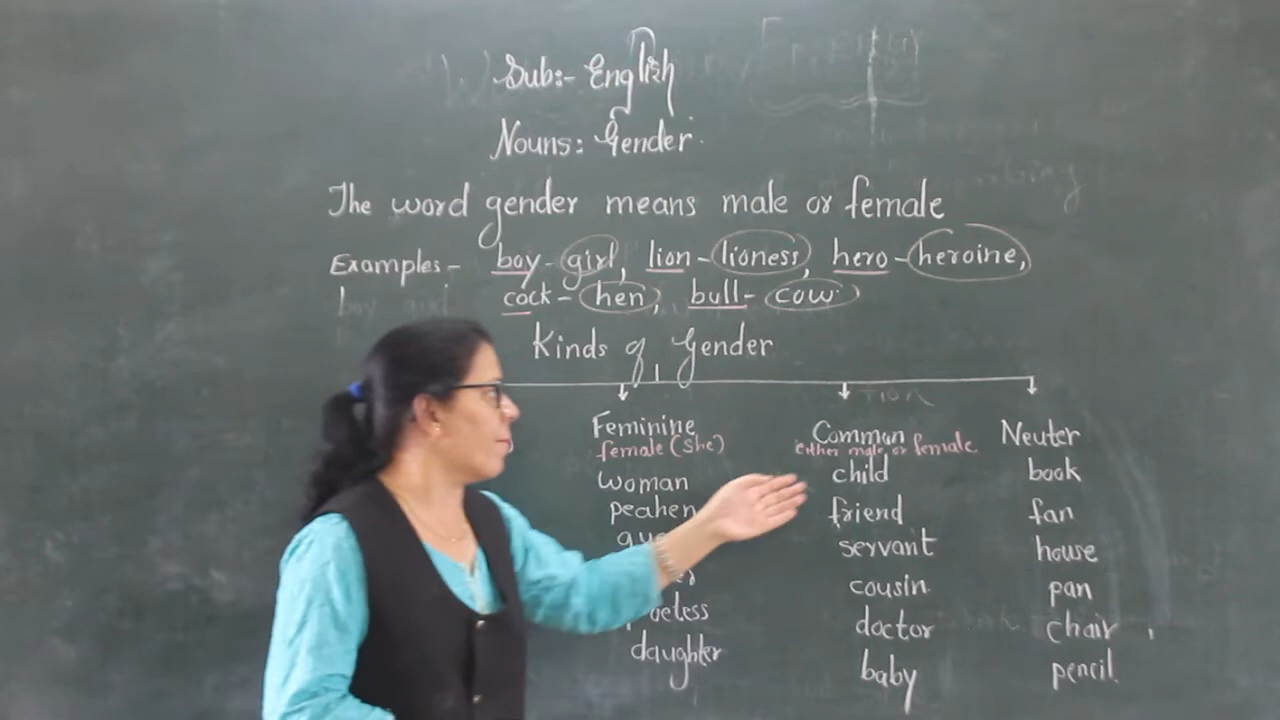 Sub:- English
Nouns: Gender.
The word gender means male or female
Examples- boy-girl, lion-lioness, hero-heroine,
cock-hen, bull-cow.
Kinds of Gender
Feminine Common Neuter
female (she) either male or female
woman child book
peahen friend fan
servant house
cousin pan
doctor chair
daughter baby pencil